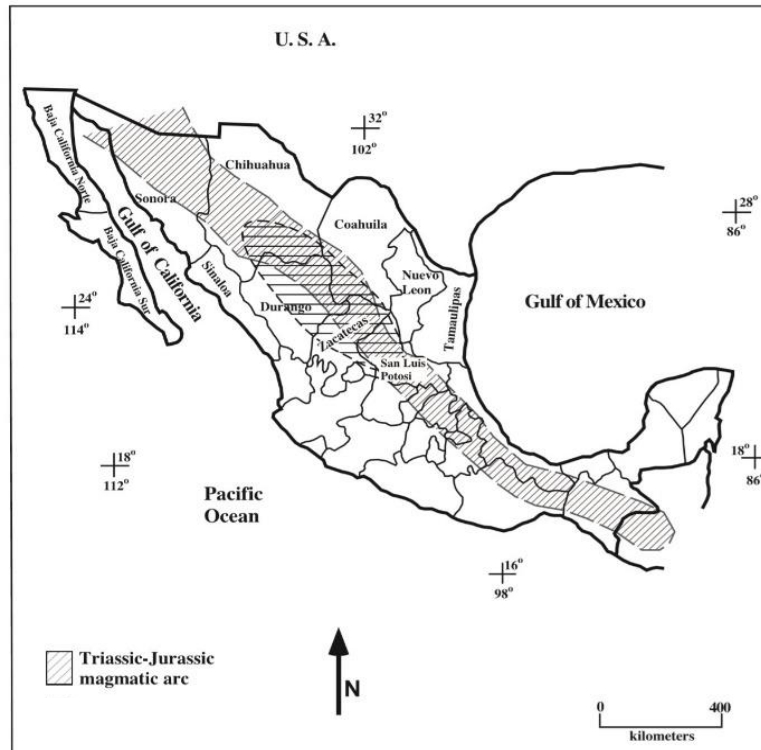 U. S. A.
32°
102°
Baja California Norte
Chihuahua
Sonora
Coahuila
28°
86°
Gulf of California
Baja California Sur
Sinaloa
Nuevo
Leon
Tamaulipas
24°
114°
Durango
Gulf of Mexico
Zacatecas
San Luis
Potosi
18°
112°
18°
86°
Pacific
Ocean
16°
98°
Triassic-Jurassic
magmatic arc
N
0
400
kilometers